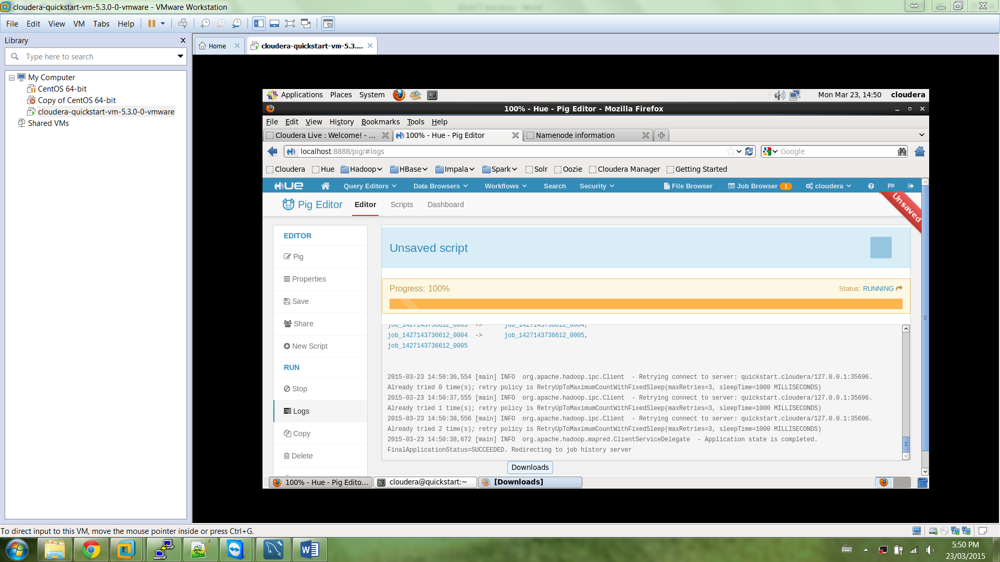 cloudera-quickstart-vm-5.3.0-0-vmware - VMware Workstation
File Edit View VM Tabs Help
Library
Type here to search
My Computer
CentOS 64-bit
Copy of CentOS 64-bit
cloudera-quickstart-vm-5.3.0-0-vmware
Shared VMs
Home
cloudera-quickstart-vm-5.3....
Applications Places System
Mon Mar 23, 14:50 cloudera
100% - Hue - Pig Editor - Mozilla Firefox
File Edit View History Bookmarks Tools Help
Cloudera Live : Welcome! - ...
100% - Hue - Pig Editor
Namenode information
localhost:8888/pig/#logs
Google
Cloudera Hue Hadoop HBase Impala Spark Solr Oozie Cloudera Manager Getting Started
HUE Query Editors Data Browsers Workflows Search Security File Browser Job Browser 1 cloudera
Pig Editor Editor Scripts Dashboard
Unsaved
EDITOR
Pig
Properties
Save
Share
New Script
RUN
Stop
Logs
Copy
Delete
Unsaved script
Progress: 100%
Status: RUNNING
job_1427143736612_0003 -> job_1427143736612_0004,
job_1427143736612_0004 -> job_1427143736612_0005,
job_1427143736612_0005
2015-03-23 14:50:36,554 [main] INFO org.apache.hadoop.ipc.Client - Retrying connect to server: quickstart.cloudera/127.0.0.1:35696.
Already tried 0 time(s); retry policy is RetryUpToMaximumCountWithFixedSleep(maxRetries=3, sleepTime=1000 MILLISECONDS)
2015-03-23 14:50:37,555 [main] INFO org.apache.hadoop.ipc.Client - Retrying connect to server: quickstart.cloudera/127.0.0.1:35696.
Already tried 1 time(s); retry policy is RetryUpToMaximumCountWithFixedSleep(maxRetries=3, sleepTime=1000 MILLISECONDS)
2015-03-23 14:50:38,556 [main] INFO org.apache.hadoop.ipc.Client - Retrying connect to server: quickstart.cloudera/127.0.0.1:35696.
Already tried 2 time(s); retry policy is RetryUpToMaximumCountWithFixedSleep(maxRetries=3, sleepTime=1000 MILLISECONDS)
2015-03-23 14:50:38,672 [main] INFO org.apache.hadoop.mapred.ClientServiceDelegate - Application state is completed.
FinalApplicationStatus=SUCCEEDED. Redirecting to job history server
Downloads
100% - Hue - Pig Edito...
cloudera@quickstart:~
[Downloads]
To direct input to this VM, move the mouse pointer inside or press Ctrl+G.
5:50 PM
23/03/2015